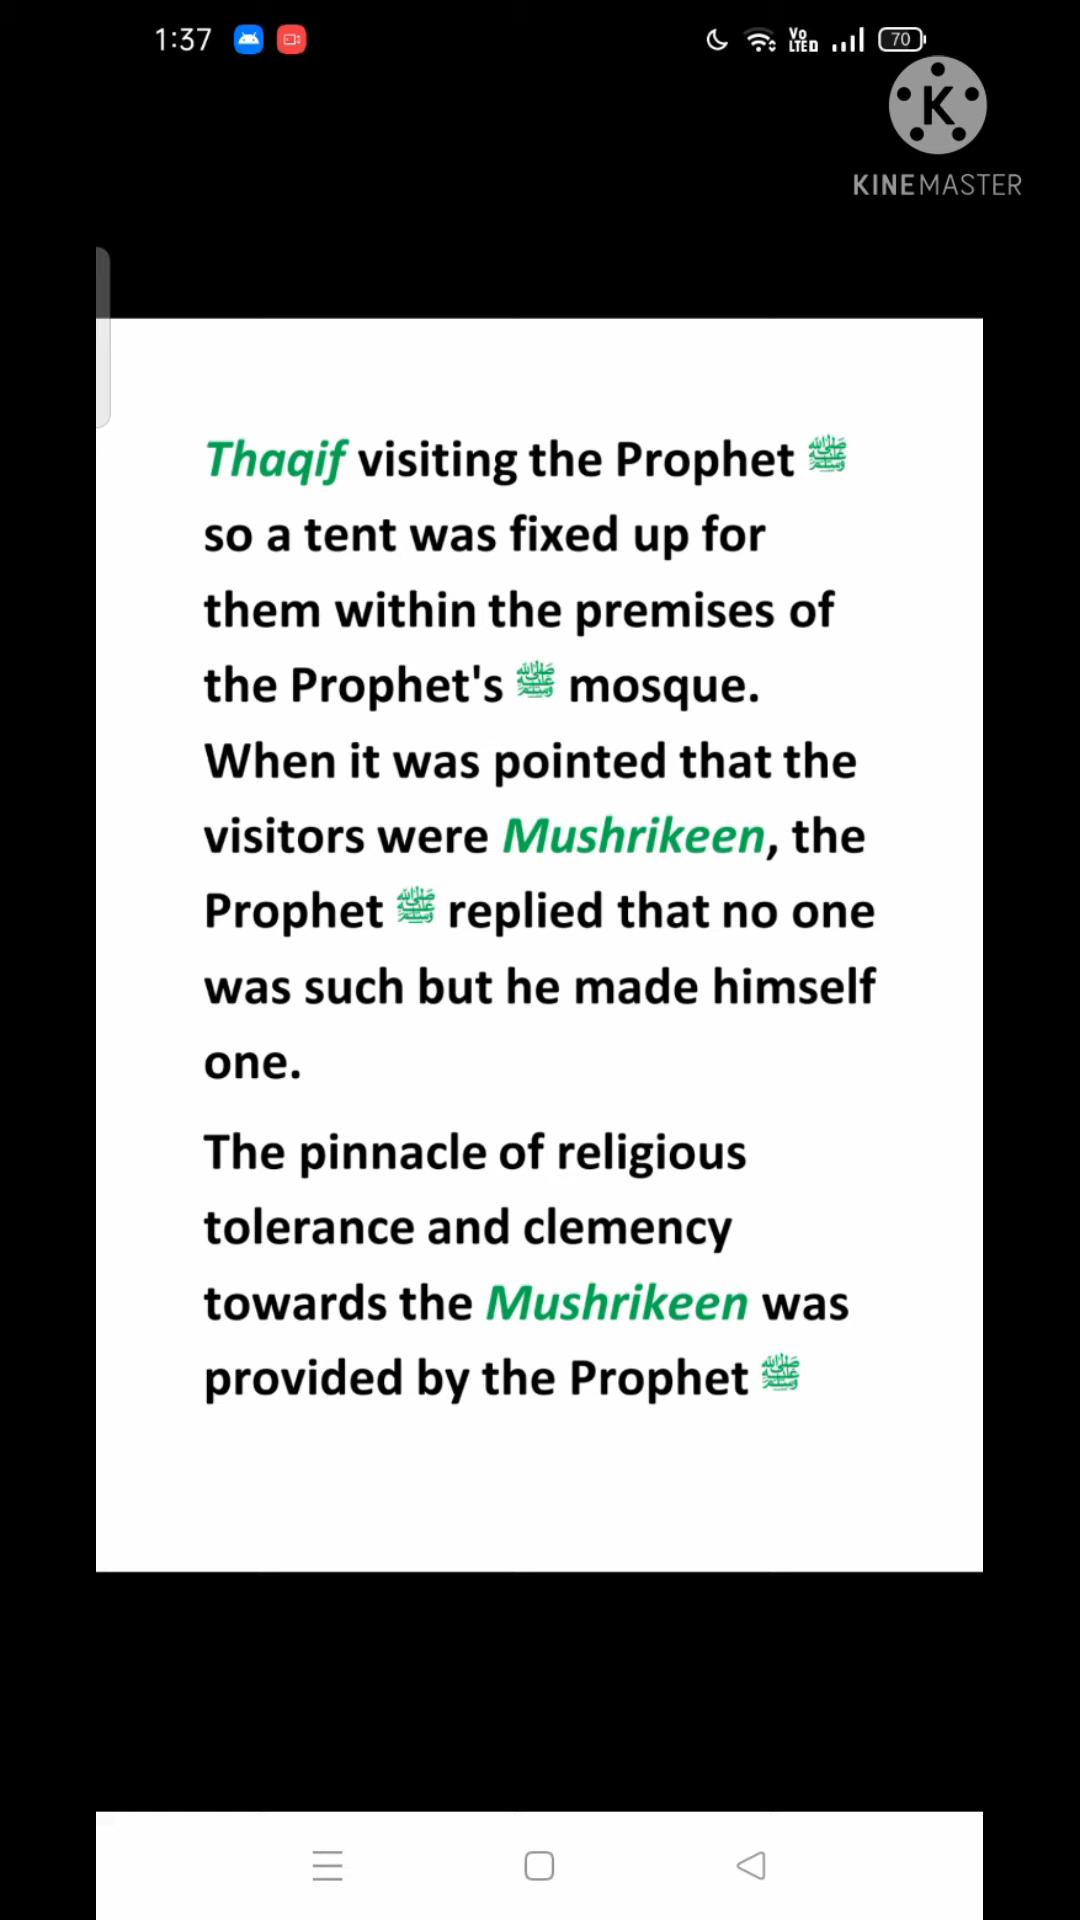 1:37
Vo
LTED
70
K
KINEMASTER
Thaqif visiting the Prophet ﷺ
so a tent was fixed up for
them within the premises of
the Prophet's ﷺ mosque.
When it was pointed that the
visitors were Mushrikeen, the
Prophet ﷺ replied that no one
was such but he made himself
one.
The pinnacle of religious
tolerance and clemency
towards the Mushrikeen was
provided by the Prophet ﷺ